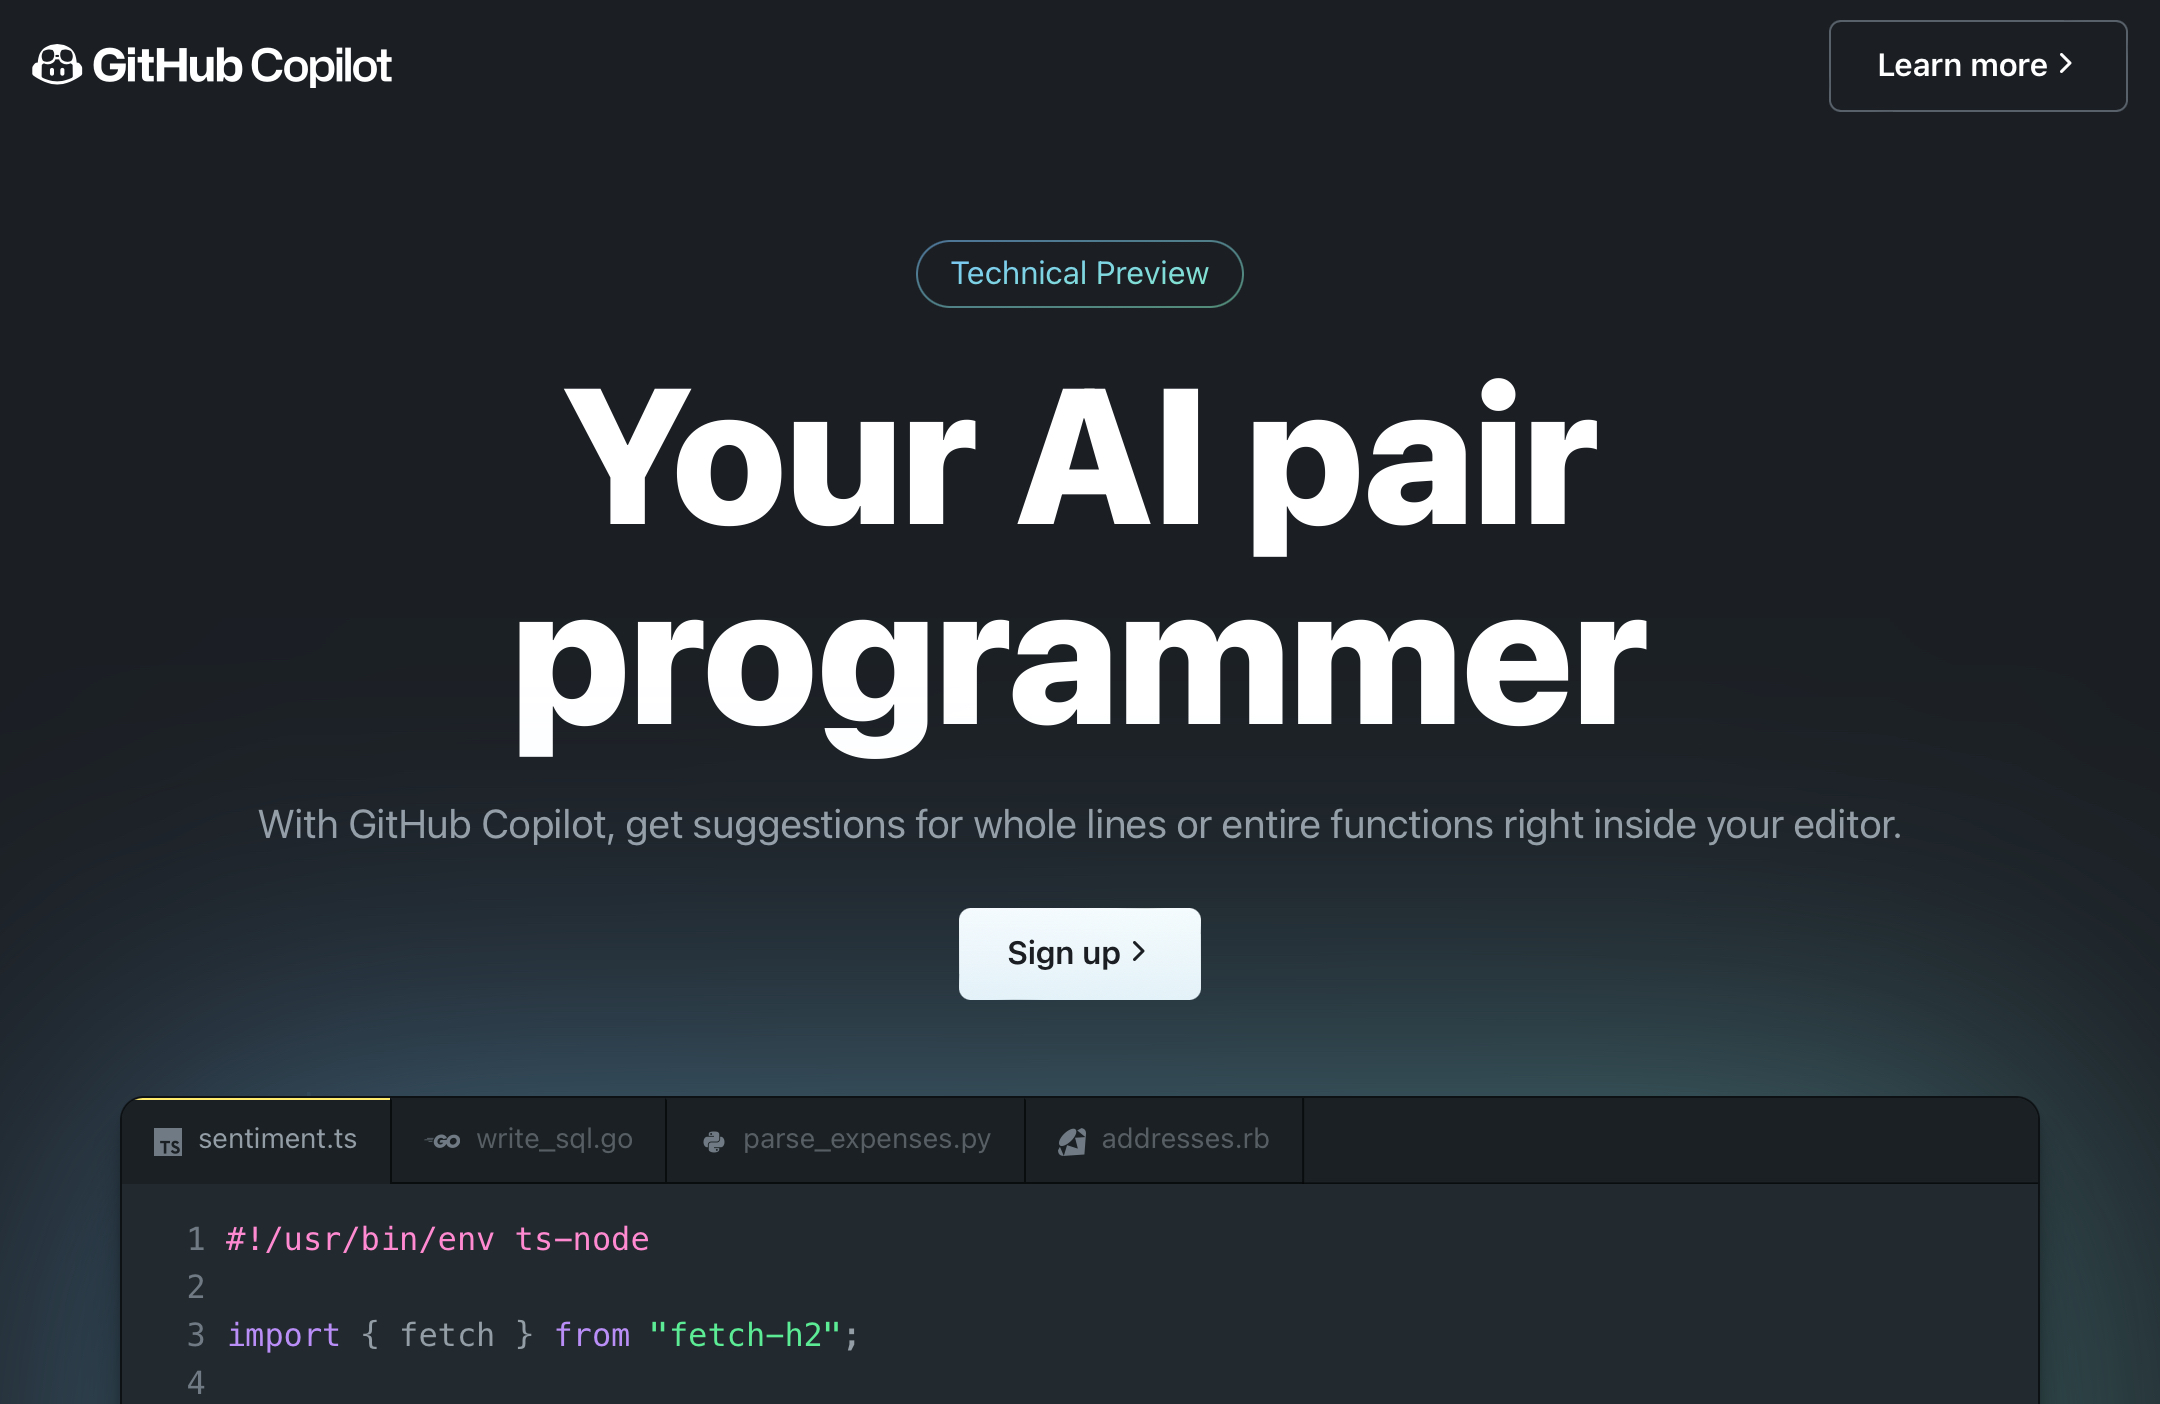 GitHub Copilot
Learn more
Technical Preview
Your AI pair
programmer
With GitHub Copilot, get suggestions for whole lines or entire functions right inside your editor.
Sign up
TS sentiment.ts
GO write_sql.go
parse_expenses.py
addresses.rb
1 #!/usr/bin/env ts-node
2
3 import { fetch } from "fetch-h2";
4